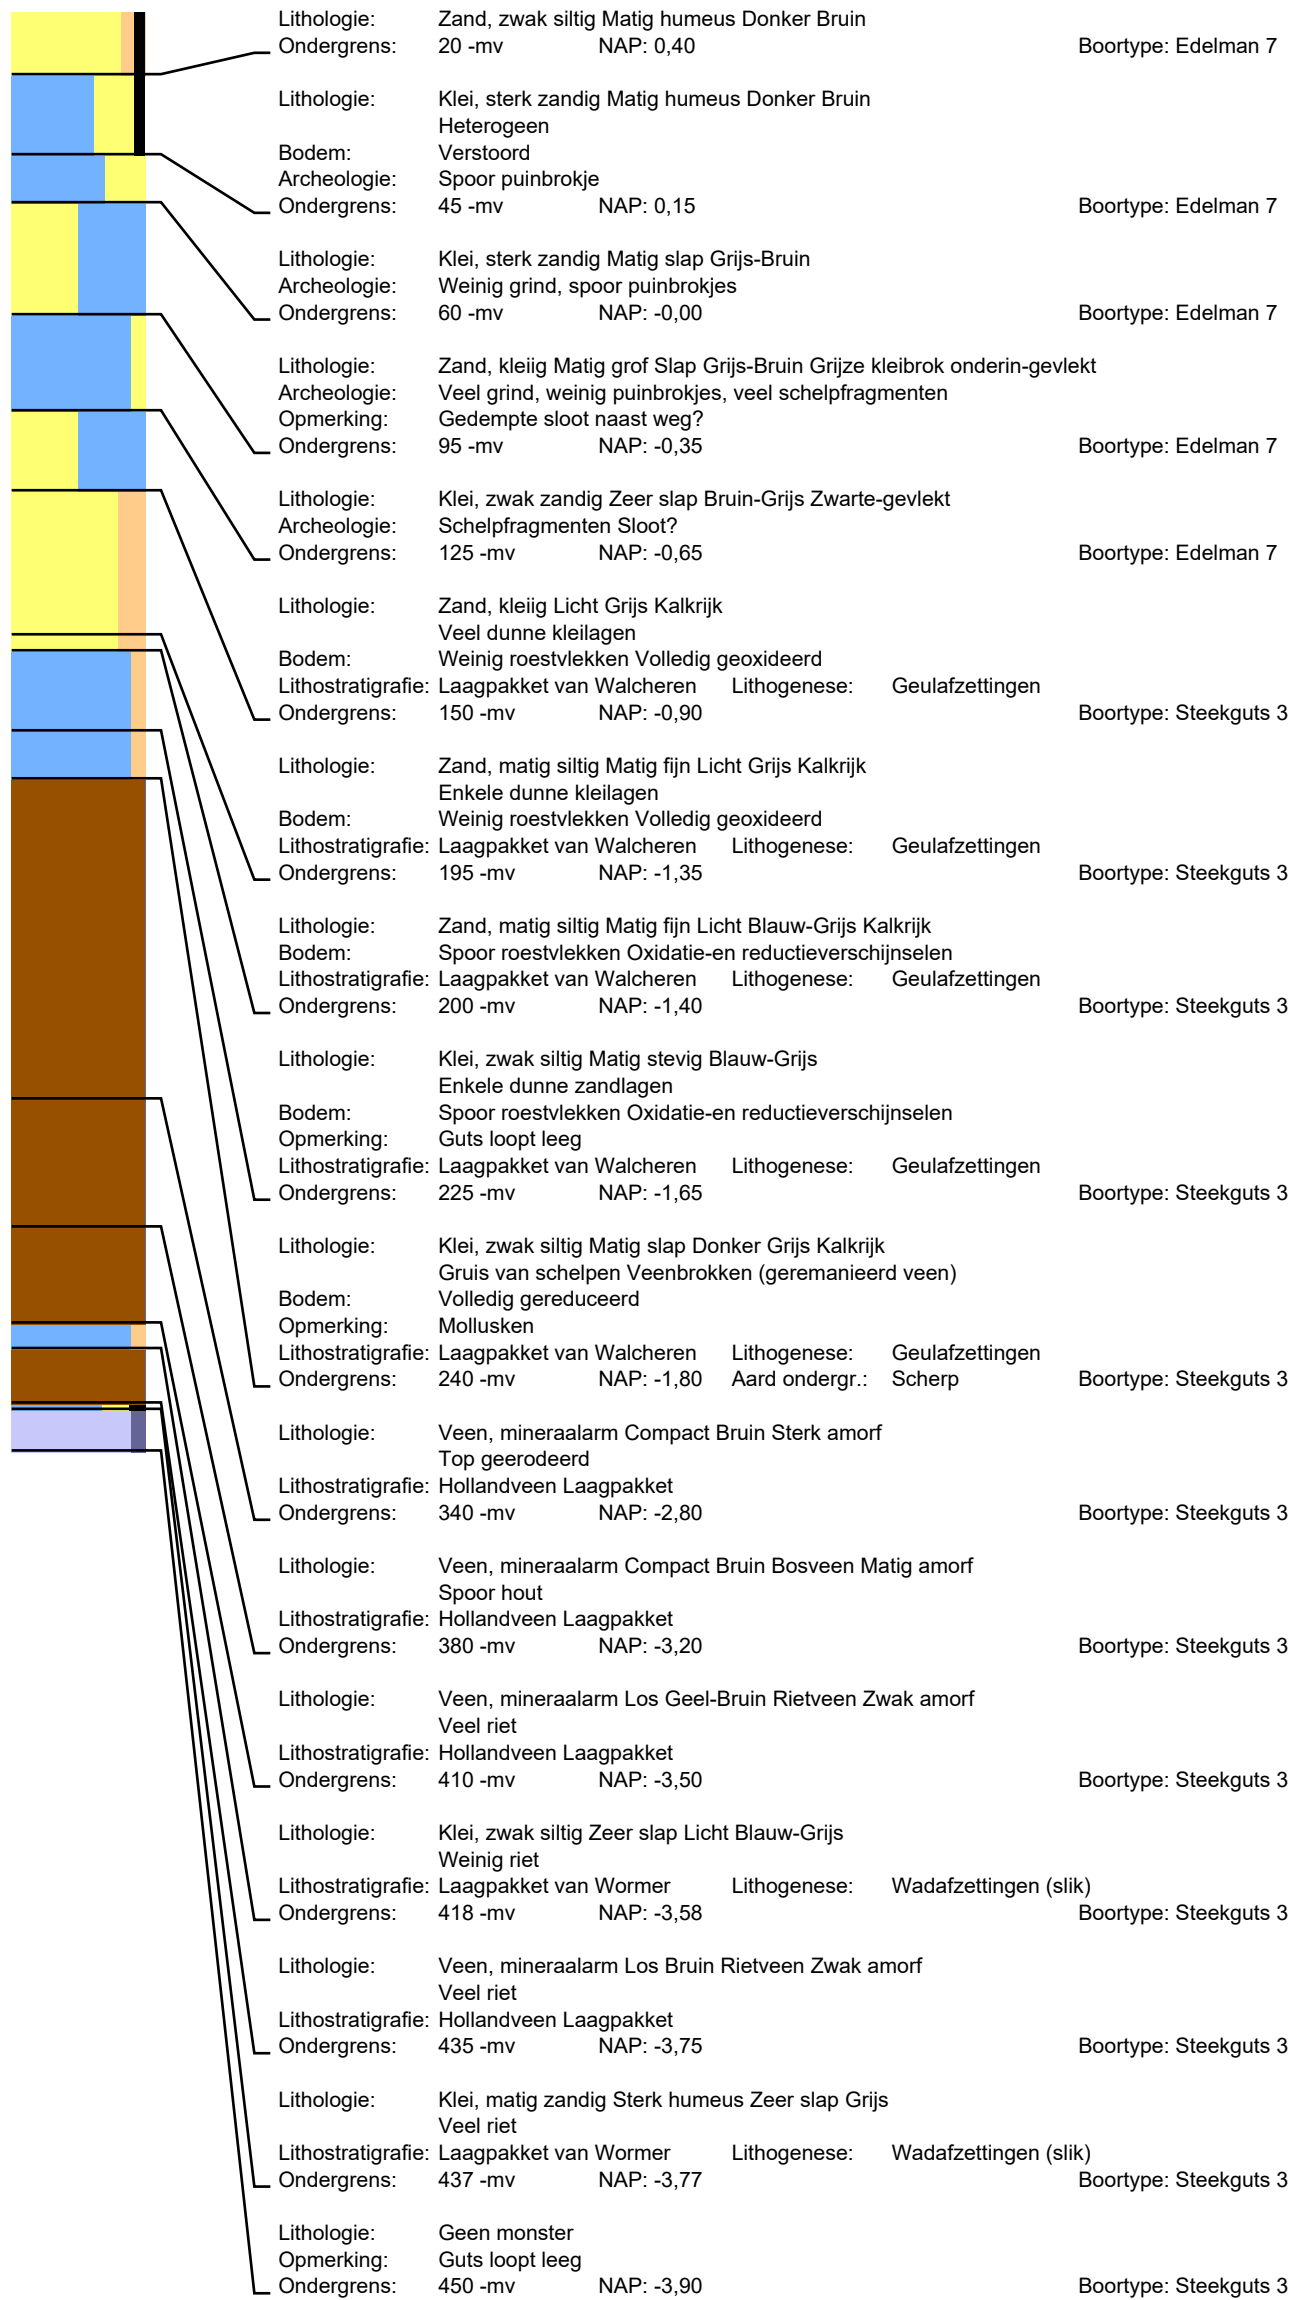 Lithologie: Zand, zwak siltig Matig humeus Donker Bruin
Ondergrens: 20 -mv NAP: 0,40 Boortype: Edelman 7
Lithologie: Klei, sterk zandig Matig humeus Donker Bruin
Heterogeen
Bodem: Verstoord
Archeologie: Spoor puinbrokje
Ondergrens: 45 -mv NAP: 0,15 Boortype: Edelman 7
Lithologie: Klei, sterk zandig Matig slap Grijs-Bruin
Archeologie: Weinig grind, spoor puinbrokjes
Ondergrens: 60 -mv NAP: -0,00 Boortype: Edelman 7
Lithologie: Zand, kleiig Matig grof Slap Grijs-Bruin Grijze kleibrok onderin-gevlekt
Archeologie: Veel grind, weinig puinbrokjes, veel schelpfragmenten
Opmerking: Gedempte sloot naast weg?
Ondergrens: 95 -mv NAP: -0,35 Boortype: Edelman 7
Lithologie: Klei, zwak zandig Zeer slap Bruin-Grijs Zwarte-gevlekt
Archeologie: Schelpfragmenten Sloot?
Ondergrens: 125 -mv NAP: -0,65 Boortype: Edelman 7
Lithologie: Zand, kleiig Licht Grijs Kalkrijk
Veel dunne kleilagen
Bodem: Weinig roestvlekken Volledig geoxideerd
Lithostratigrafie: Laagpakket van Walcheren Lithogenese: Geulafzettingen
Ondergrens: 150 -mv NAP: -0,90 Boortype: Steekguts 3
Lithologie: Zand, matig siltig Matig fijn Licht Grijs Kalkrijk
Enkele dunne kleilagen
Bodem: Weinig roestvlekken Volledig geoxideerd
Lithostratigrafie: Laagpakket van Walcheren Lithogenese: Geulafzettingen
Ondergrens: 195 -mv NAP: -1,35 Boortype: Steekguts 3
Lithologie: Zand, matig siltig Matig fijn Licht Blauw-Grijs Kalkrijk
Bodem: Spoor roestvlekken Oxidatie-en reductieverschijnselen
Lithostratigrafie: Laagpakket van Walcheren Lithogenese: Geulafzettingen
Ondergrens: 200 -mv NAP: -1,40 Boortype: Steekguts 3
Lithologie: Klei, zwak siltig Matig stevig Blauw-Grijs
Enkele dunne zandlagen
Bodem: Spoor roestvlekken Oxidatie-en reductieverschijnselen
Opmerking: Guts loopt leeg
Lithostratigrafie: Laagpakket van Walcheren Lithogenese: Geulafzettingen
Ondergrens: 225 -mv NAP: -1,65 Boortype: Steekguts 3
Lithologie: Klei, zwak siltig Matig slap Donker Grijs Kalkrijk
Gruis van schelpen Veenbrokken (geremanieerd veen)
Bodem: Volledig gereduceerd
Opmerking: Mollusken
Lithostratigrafie: Laagpakket van Walcheren Lithogenese: Geulafzettingen
Ondergrens: 240 -mv NAP: -1,80 Aard ondergr.: Scherp Boortype: Steekguts 3
Lithologie: Veen, mineraalarm Compact Bruin Sterk amorf
Top geerodeerd
Lithostratigrafie: Hollandveen Laagpakket
Ondergrens: 340 -mv NAP: -2,80 Boortype: Steekguts 3
Lithologie: Veen, mineraalarm Compact Bruin Bosveen Matig amorf
Spoor hout
Lithostratigrafie: Hollandveen Laagpakket
Ondergrens: 380 -mv NAP: -3,20 Boortype: Steekguts 3
Lithologie: Veen, mineraalarm Los Geel-Bruin Rietveen Zwak amorf
Veel riet
Lithostratigrafie: Hollandveen Laagpakket
Ondergrens: 410 -mv NAP: -3,50 Boortype: Steekguts 3
Lithologie: Klei, zwak siltig Zeer slap Licht Blauw-Grijs
Weinig riet
Lithostratigrafie: Laagpakket van Wormer Lithogenese: Wadafzettingen (slik)
Ondergrens: 418 -mv NAP: -3,58 Boortype: Steekguts 3
Lithologie: Veen, mineraalarm Los Bruin Rietveen Zwak amorf
Veel riet
Lithostratigrafie: Hollandveen Laagpakket
Ondergrens: 435 -mv NAP: -3,75 Boortype: Steekguts 3
Lithologie: Klei, matig zandig Sterk humeus Zeer slap Grijs
Veel riet
Lithostratigrafie: Laagpakket van Wormer Lithogenese: Wadafzettingen (slik)
Ondergrens: 437 -mv NAP: -3,77 Boortype: Steekguts 3
Lithologie: Geen monster
Opmerking: Guts loopt leeg
Ondergrens: 450 -mv NAP: -3,90 Boortype: Steekguts 3